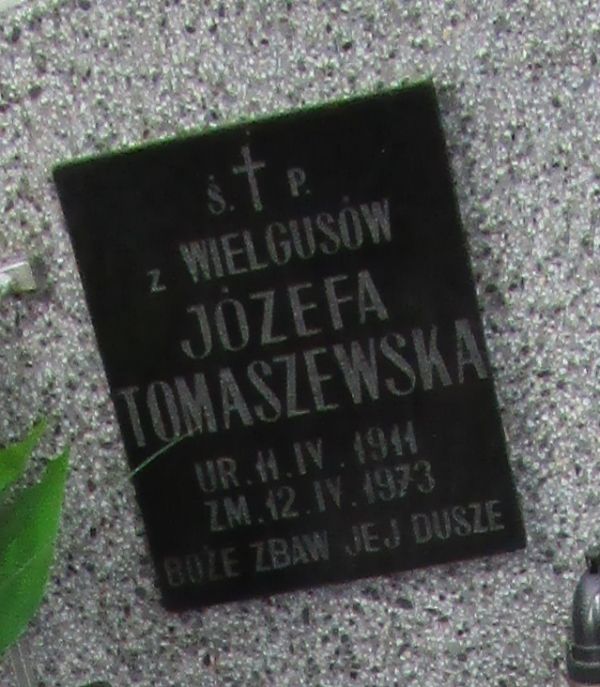 Ś. P.
z WIELGUSÓW
JÓZEFA
TOMASZEWSKA
UR. 11. IV. 1911
ZM. 12. IV. 1973
BOŻE ZBAW JEJ DUSZE